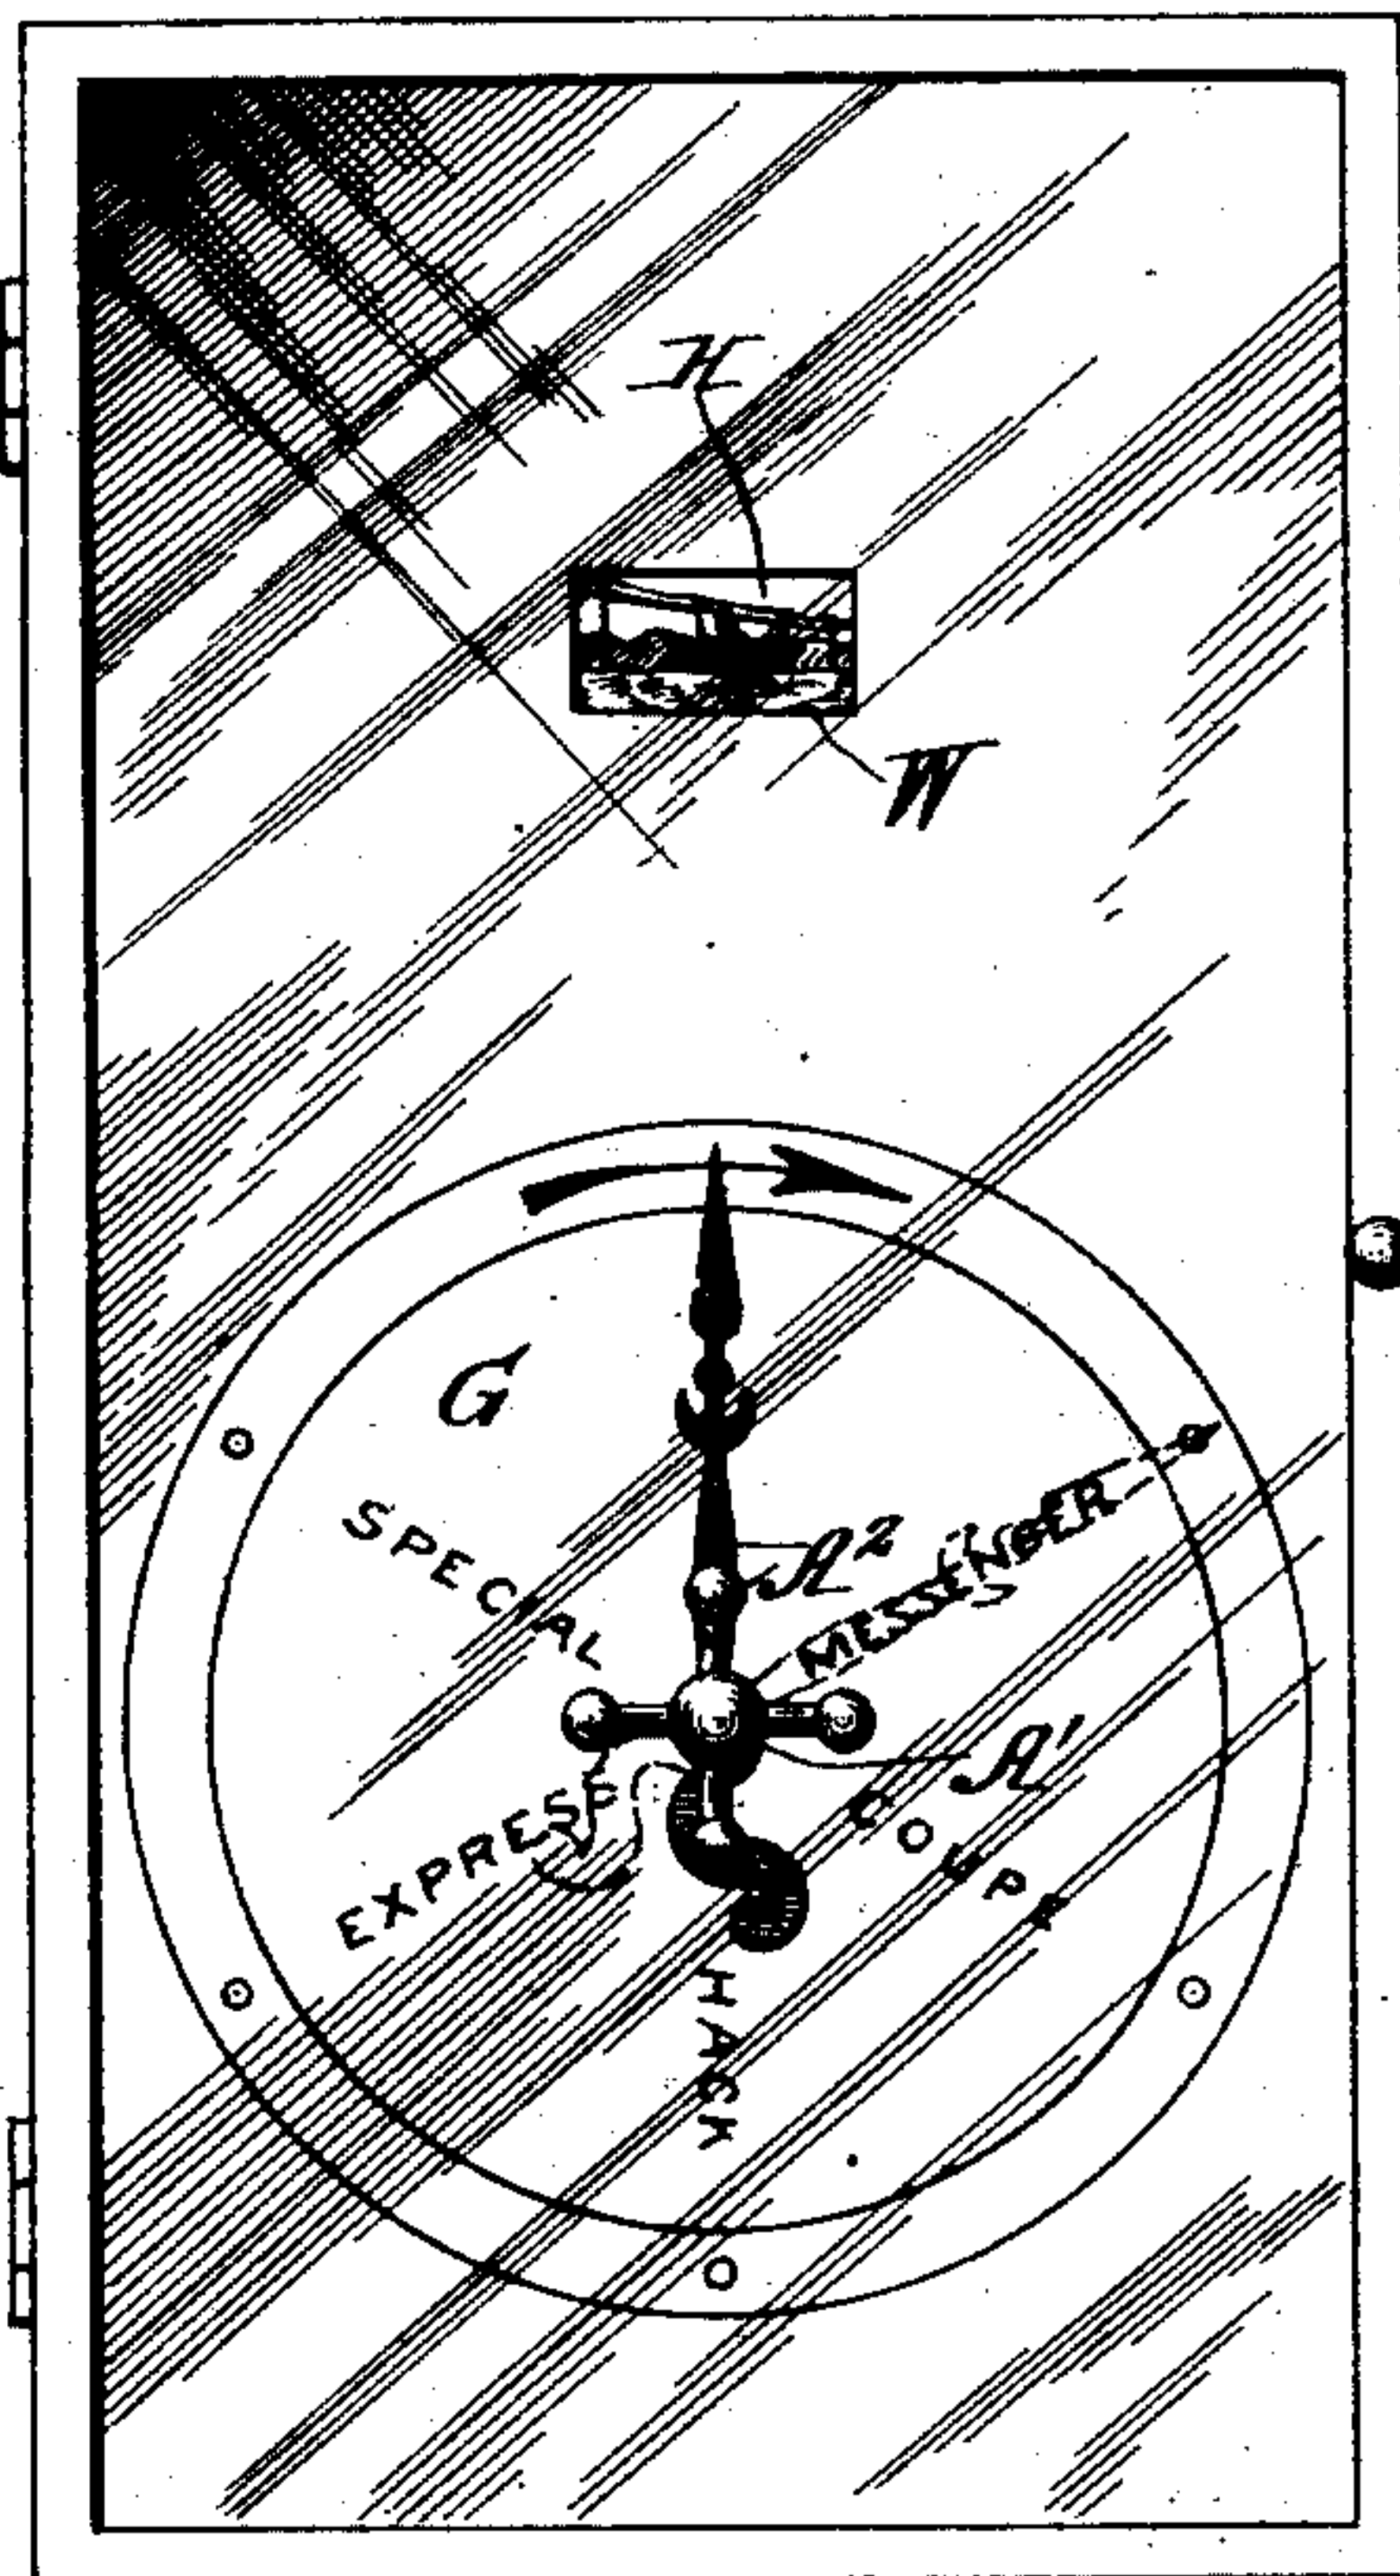 H
W
G
SPECIAL
A²
MESSENGER
A'
EXPRESS
COUPE
HACK